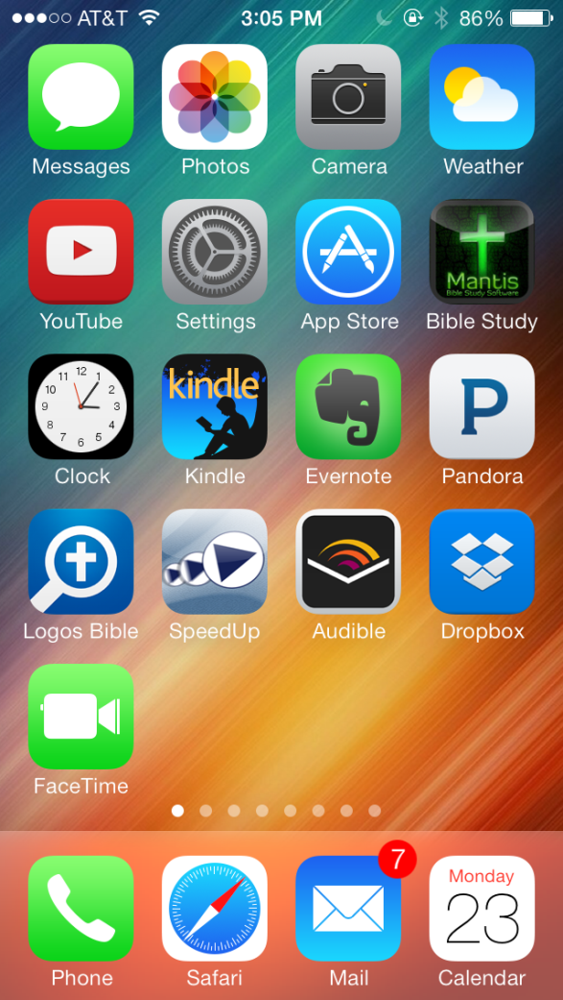 AT&T 3:05 PM 86%
Messages Photos Camera Weather
Mantis
Bible Study Software
YouTube Settings App Store Bible Study
12
11 1
10 2
9 3
8 4
7 5
6
kindle
P
Clock Kindle Evernote Pandora
Logos Bible SpeedUp Audible Dropbox
FaceTime
7
Monday
23
Phone Safari Mail Calendar